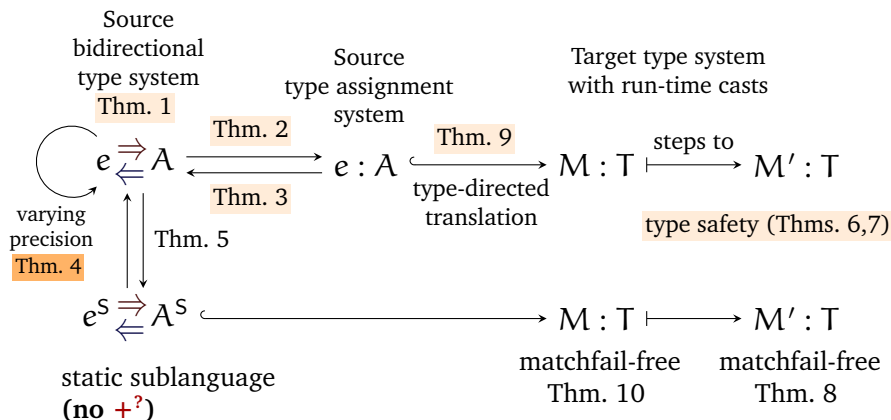 Source
bidirectional
type system
Thm. 1
Source
type assignment
system
Target type system
with run-time casts
Thm. 2
Thm. 9
steps to
e ⇒ ⇐ A
e : A
M : T
M′ : T
Thm. 3
type-directed
translation
varying
precision
Thm. 4
Thm. 5
type safety (Thms. 6,7)
eS ⇒ ⇐ AS
M : T
M′ : T
static sublanguage
(no +?)
matchfail-free
Thm. 10
matchfail-free
Thm. 8